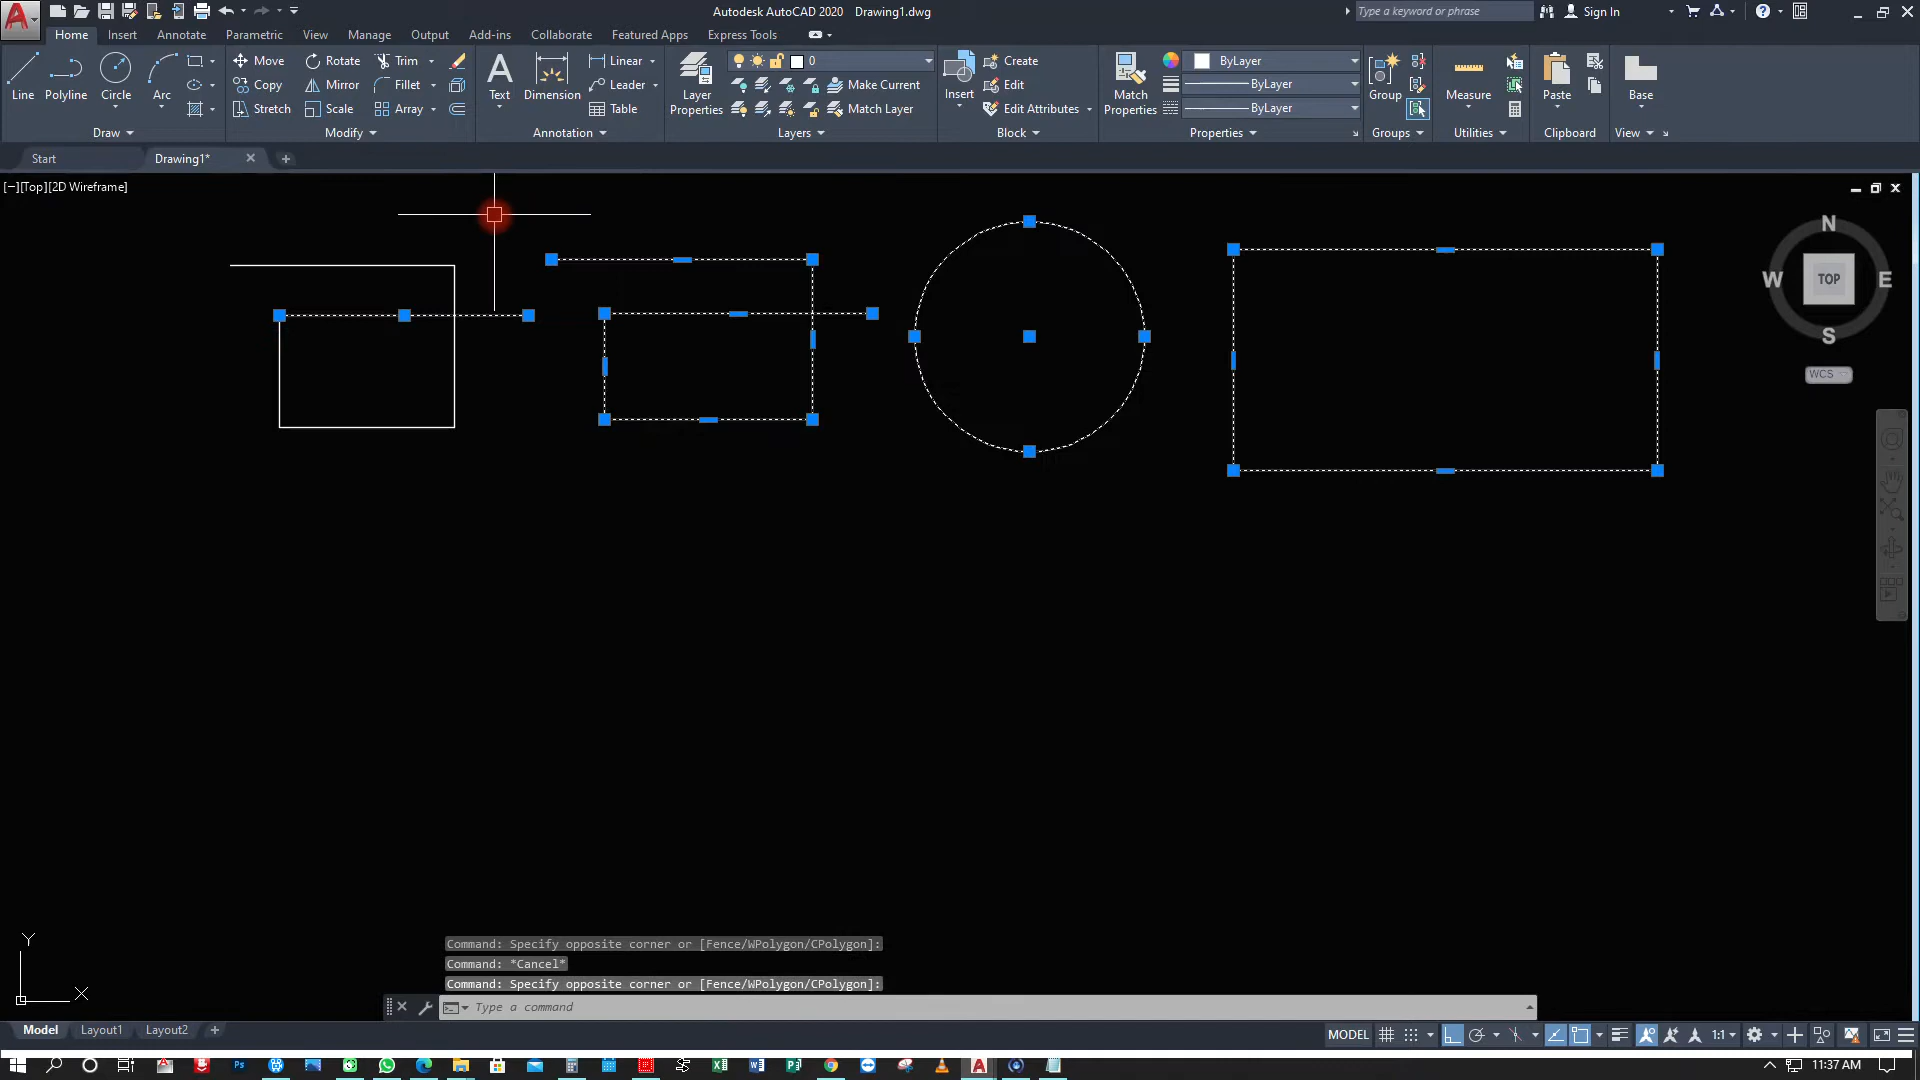 Autodesk AutoCAD 2020 Drawing1.dwg
Type a keyword or phrase
Sign In
Home Insert Annotate Parametric View Manage Output Add-ins Collaborate Featured Apps Express Tools
Line Polyline Circle Arc
Draw
Move Rotate Trim
Copy Mirror Fillet
Stretch Scale Array
Modify
Text Dimension
Linear
Leader
Table
Annotation
Layer Properties
0
Make Current
Match Layer
Layers
Insert
Create
Edit
Edit Attributes
Block
Match Properties
ByLayer
ByLayer
ByLayer
Properties
Group
Groups
Measure
Utilities
Paste
Clipboard
Base
View
Start Drawing1*
[−][Top][2D Wireframe]
N
W TOP E
S
WCS
Y
X
Command: Specify opposite corner or [Fence/WPolygon/CPolygon]:
Command: *Cancel*
Command: Specify opposite corner or [Fence/WPolygon/CPolygon]:
Type a command
Model Layout1 Layout2
MODEL 1:1
11:37 AM